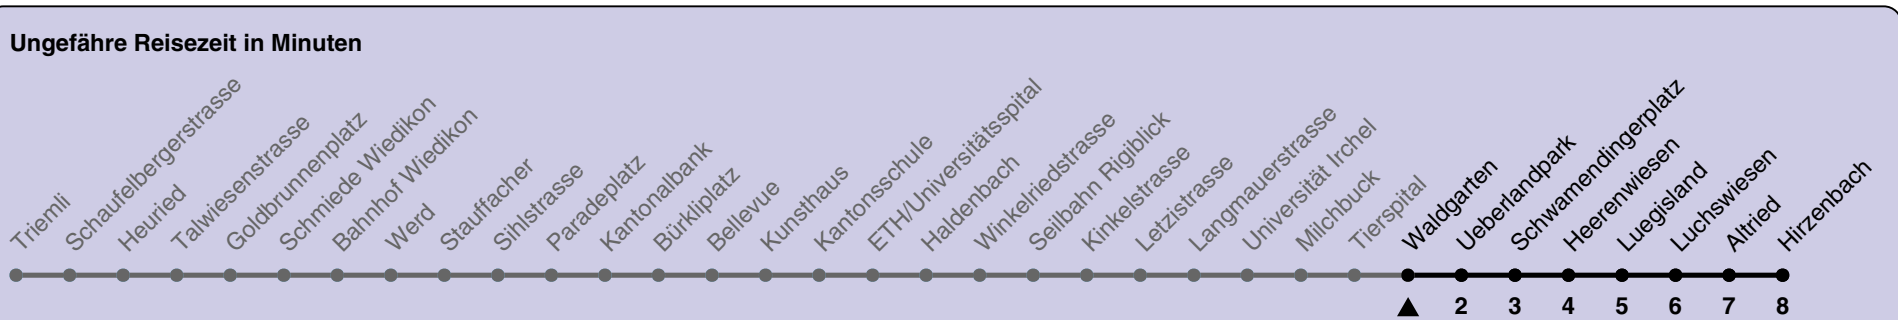 Ungefähre Reisezeit in Minuten
Triemli
Schaufelbergerstrasse
Heuried
Talwiesenstrasse
Goldbrunnenplatz
Schmiede Wiedikon
Bahnhof Wiedikon
Werd
Stauffacher
Sihlstrasse
Paradeplatz
Kantonalbank
Bürkliplatz
Bellevue
Kunsthaus
Kantonsschule
ETH/Universitätsspital
Haldenbach
Winkelriedstrasse
Seilbahn Rigiblick
Kinkelstrasse
Letzistrasse
Langmauerstrasse
Universität Irchel
Milchbuck
Tierspital
Waldgarten
Ueberlandpark
Schwamendingerplatz
Heerenwiesen
Luegisland
Luchswiesen
Altried
Hirzenbach
2 3 4 5 6 7 8